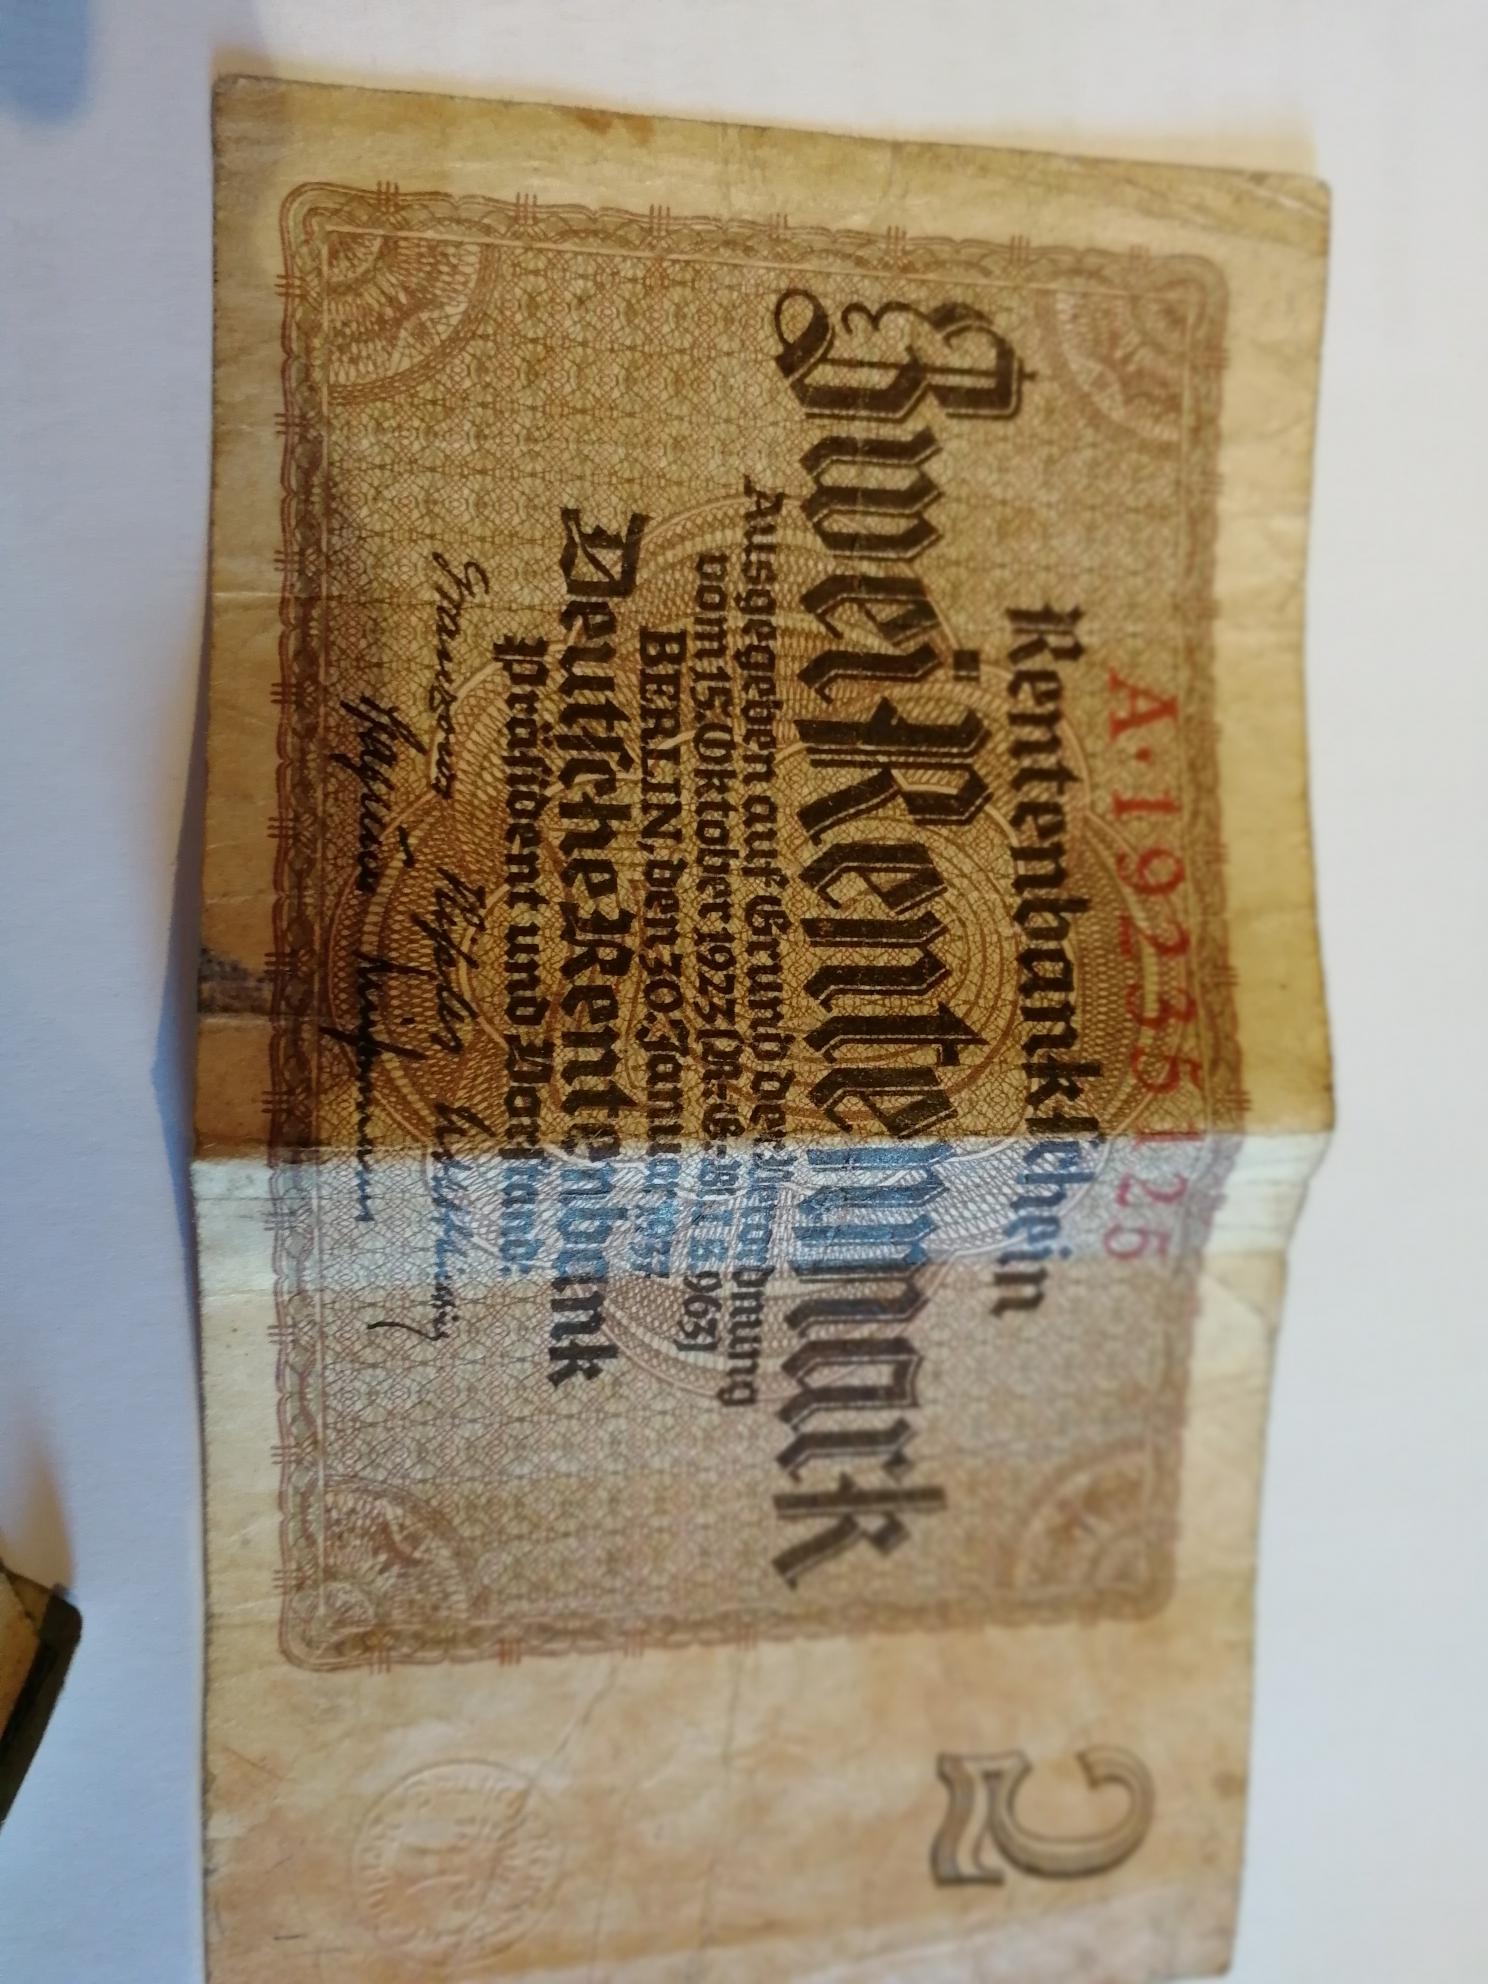 A·19235125
Rentenbankschein
Zwei Rentenmark
Ausgegeben auf Grund der Verordnung
vom 15. Oktober 1923 (R-G-Bl. I S. 963)
BERLIN, den 30. Januar 1937
Deutsche Rentenbank
Präsident und Vorstand:
2